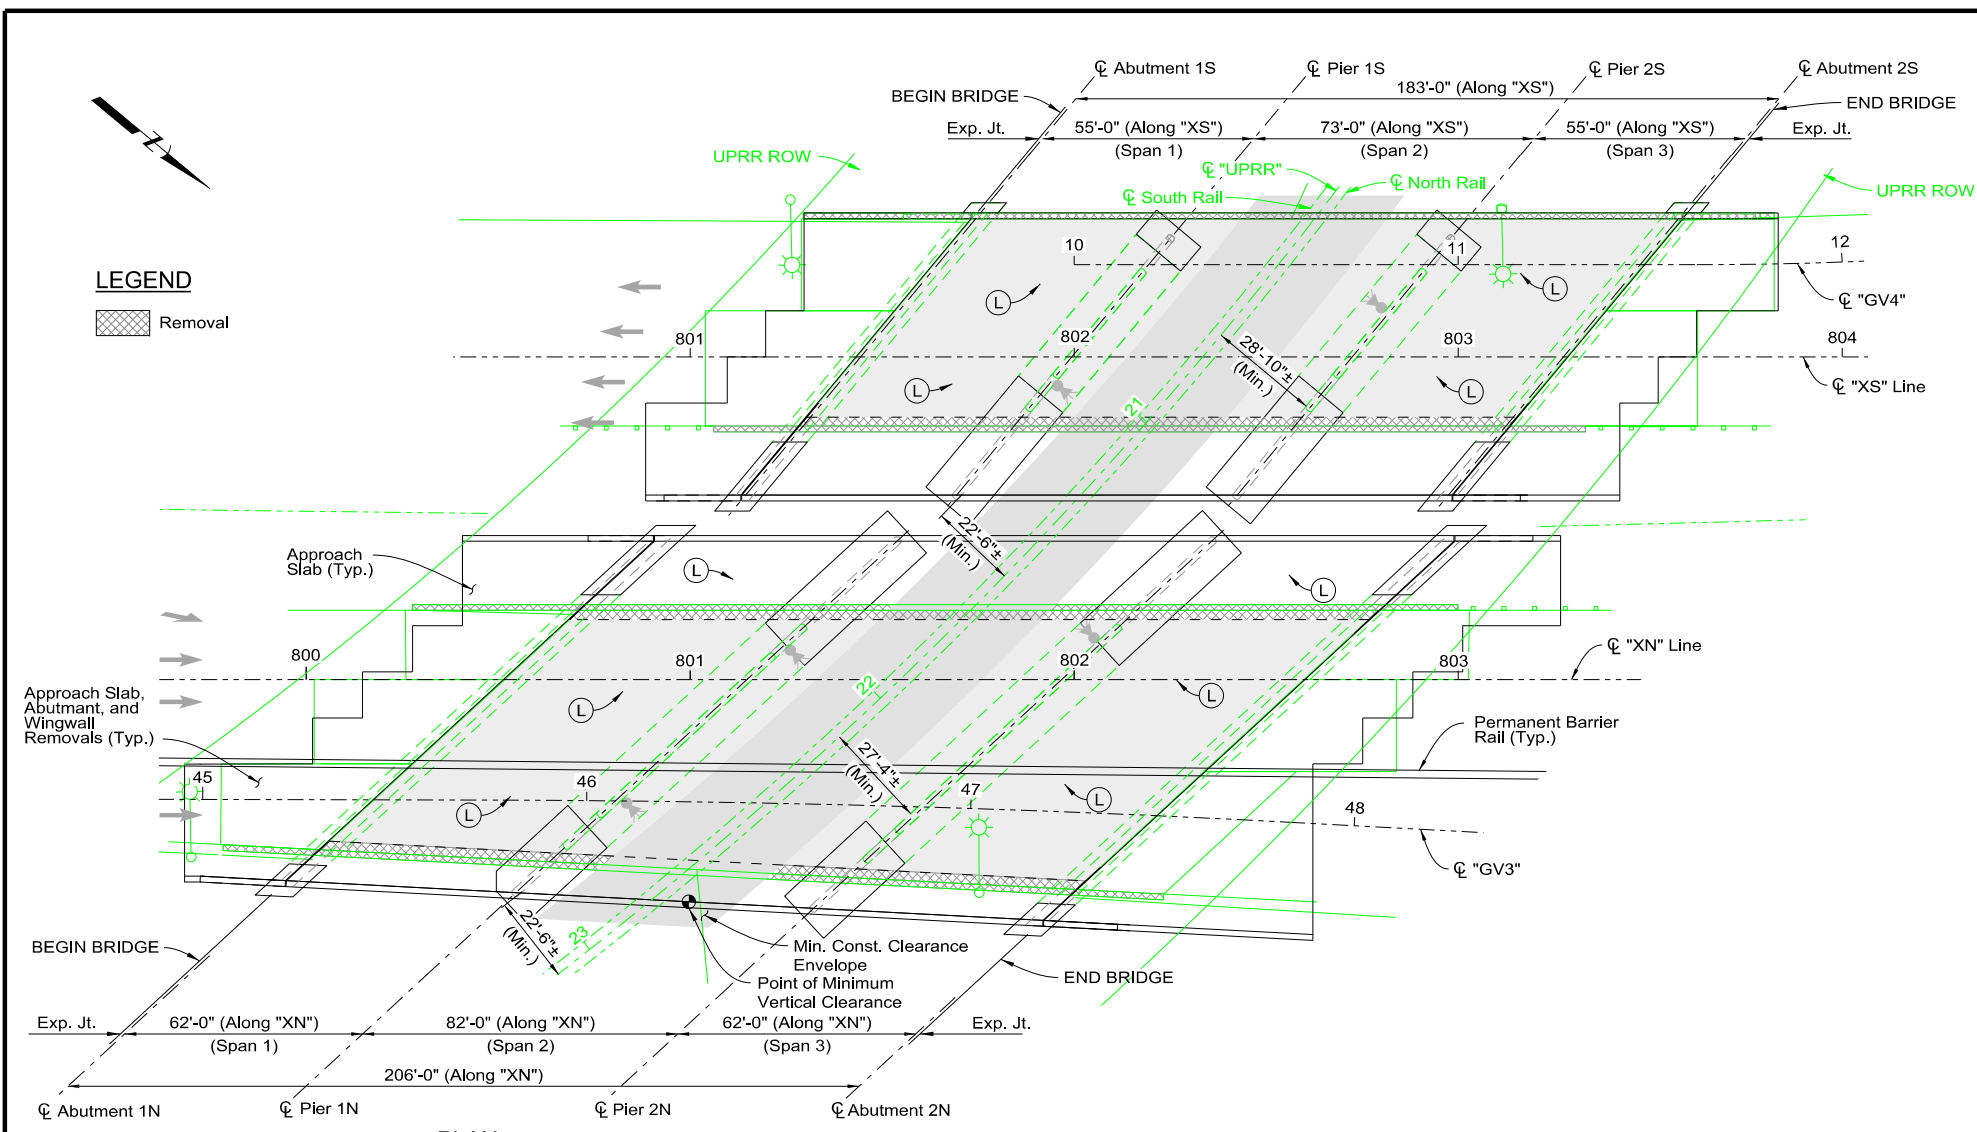 ℄ Abutment 1S
℄ Pier 1S
℄ Pier 2S
℄ Abutment 2S
183'-0" (Along "XS")
BEGIN BRIDGE
END BRIDGE
Exp. Jt.
55'-0" (Along "XS")
(Span 1)
73'-0" (Along "XS")
(Span 2)
55'-0" (Along "XS")
(Span 3)
Exp. Jt.
N
UPRR ROW
℄ "UPRR"
℄ South Rail
℄ North Rail
UPRR ROW
10
11
12
LEGEND
Removal
L
L
℄ "GV4"
801
802
803
804
28'-10"±
(Min.)
L
L
℄ "XS" Line
21
22'-6"±
(Min.)
Approach
Slab (Typ.)
L
L
800
801
802
803
℄ "XN" Line
22
L
L
Approach Slab,
Abutmant, and
Wingwall
Removals (Typ.)
Permanent Barrier
Rail (Typ.)
27'-4"±
(Min.)
45
46
47
48
L
L
℄ "GV3"
23
22'-6"±
(Min.)
BEGIN BRIDGE
Min. Const. Clearance
Envelope
Point of Minimum
Vertical Clearance
END BRIDGE
Exp. Jt.
62'-0" (Along "XN")
(Span 1)
82'-0" (Along "XN")
(Span 2)
62'-0" (Along "XN")
(Span 3)
Exp. Jt.
206'-0" (Along "XN")
℄ Abutment 1N
℄ Pier 1N
℄ Pier 2N
℄ Abutment 2N